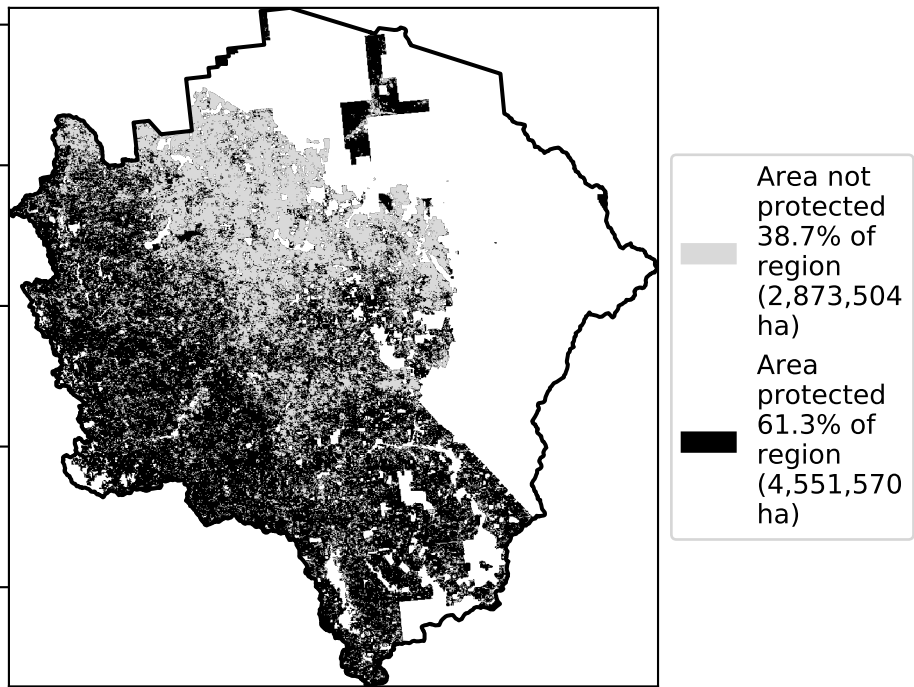 Area not
protected
38.7% of
region
(2,873,504
ha)
Area
protected
61.3% of
region
(4,551,570
ha)